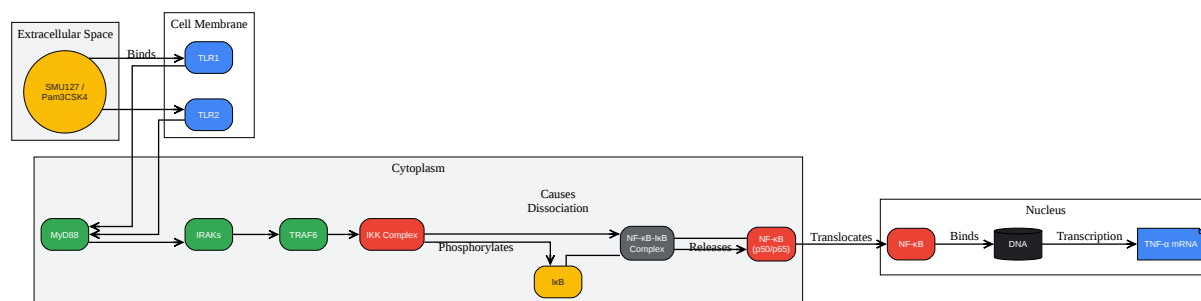 Extracellular Space
SMU127 /
Pam3CSK4
Binds
Cell Membrane
TLR1
TLR2
Cytoplasm
MyD88
IRAKs
TRAF6
IKK Complex
Phosphorylates
IκB
Causes
Dissociation
NF-κB-IκB
Complex
Releases
NF-κB
(p50/p65)
Translocates
Nucleus
NF-κB
Binds
DNA
Transcription
TNF-α mRNA